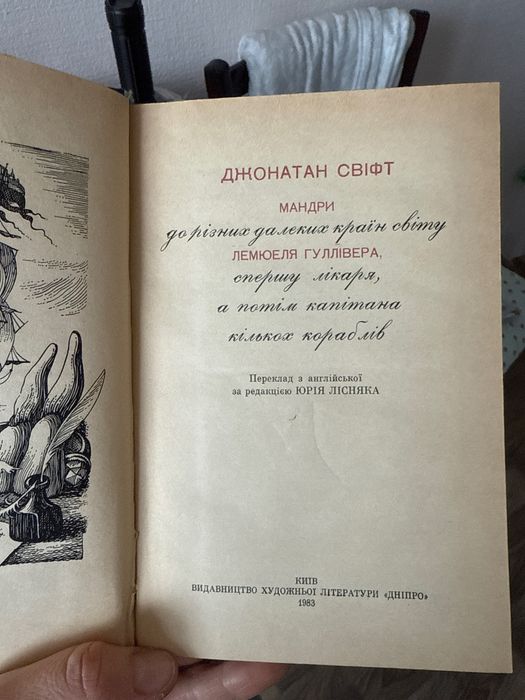 ДЖОНАТАН СВІФТ
МАНДРИ
до різних далеких країн світу
ЛЕМЮЕЛЯ ГУЛЛІВЕРА,
спершу лікаря,
а потім капітана
кількох кораблів
Переклад з англійської
за редакцією ЮРІЯ ЛІСНЯКА
КИЇВ
ВИДАВНИЦТВО ХУДОЖНЬОЇ ЛІТЕРАТУРИ «ДНІПРО»
1983